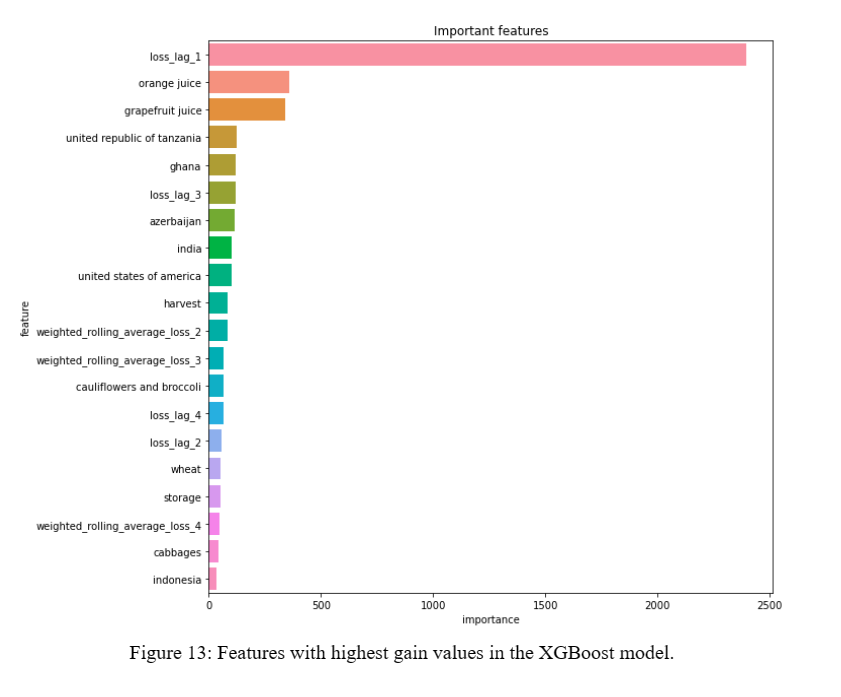 Important features
loss_lag_1
orange juice
grapefruit juice
united republic of tanzania
ghana
loss_lag_3
azerbaijan
india
united states of america
harvest
weighted_rolling_average_loss_2
weighted_rolling_average_loss_3
cauliflowers and broccoli
loss_lag_4
loss_lag_2
wheat
storage
weighted_rolling_average_loss_4
cabbages
indonesia
feature
0 500 1000 1500 2000 2500
importance
Figure 13: Features with highest gain values in the XGBoost model.